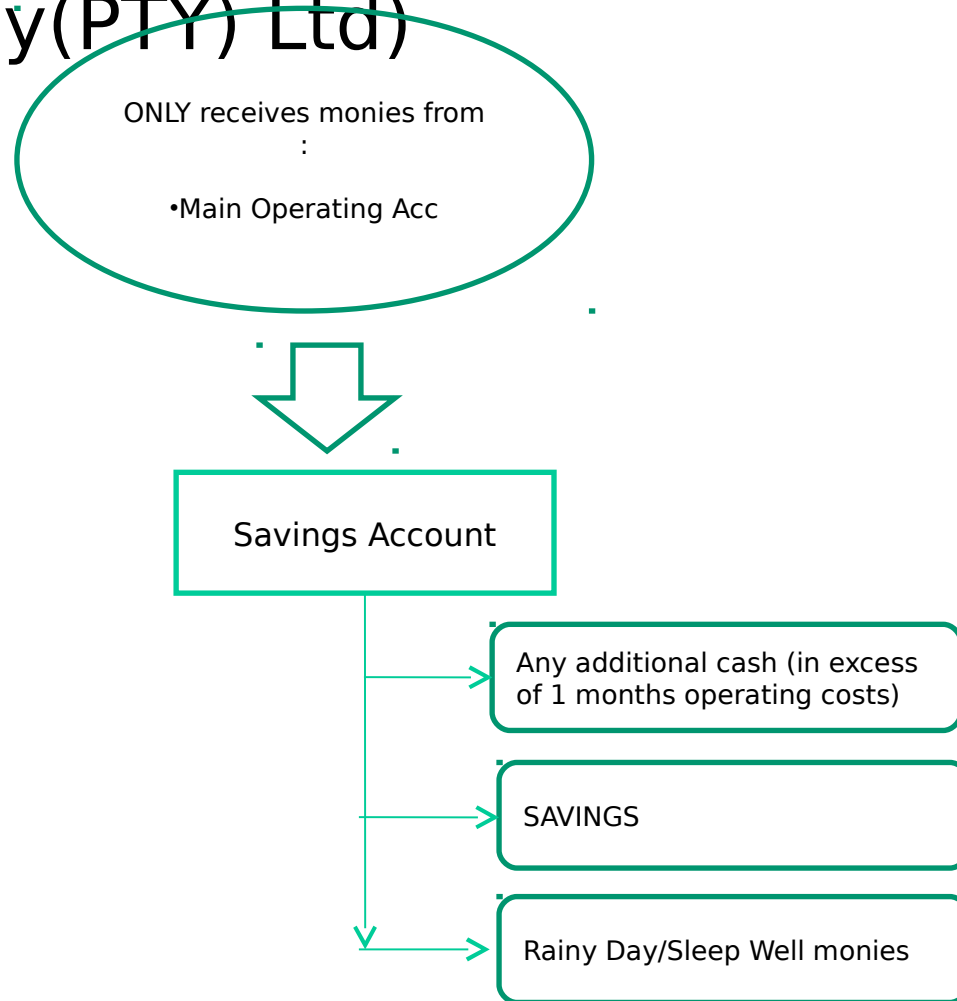 y(PTY) Ltd)
ONLY receives monies from
:
•Main Operating Acc
Savings Account
Any additional cash (in excess
of 1 months operating costs)
SAVINGS
Rainy Day/Sleep Well monies